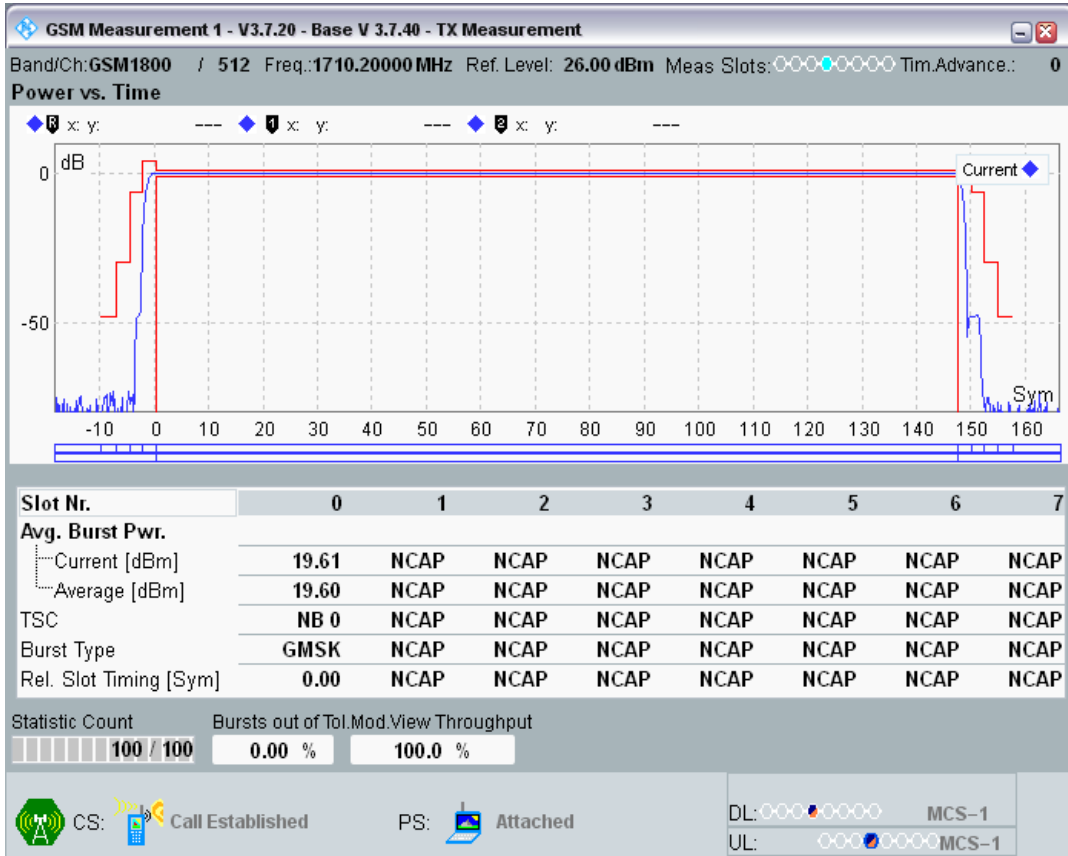 GSM Measurement 1 - V3.7.20 - Base V 3.7.40 - TX Measurement
Band/Ch:GSM1800 / 512 Freq.:1710.20000 MHz Ref. Level: 26.00 dBm Meas Slots: Tim.Advance.: 0
Power vs. Time
R x: y: --- 1 x: y: --- 2 x: y: ---
dB
0
Current
-50
Sym
-10 0 10 20 30 40 50 60 70 80 90 100 110 120 130 140 150 160
Slot Nr. 0 1 2 3 4 5 6 7
Avg. Burst Pwr.
Current [dBm] 19.61 NCAP NCAP NCAP NCAP NCAP NCAP NCAP
Average [dBm] 19.60 NCAP NCAP NCAP NCAP NCAP NCAP NCAP
TSC NB 0 NCAP NCAP NCAP NCAP NCAP NCAP NCAP
Burst Type GMSK NCAP NCAP NCAP NCAP NCAP NCAP NCAP
Rel. Slot Timing [Sym] 0.00 NCAP NCAP NCAP NCAP NCAP NCAP NCAP
Statistic Count Bursts out of Tol. Mod.View Throughput
100 / 100 0.00 % 100.0 %
CS: Call Established PS: Attached
DL: MCS-1
UL: MCS-1